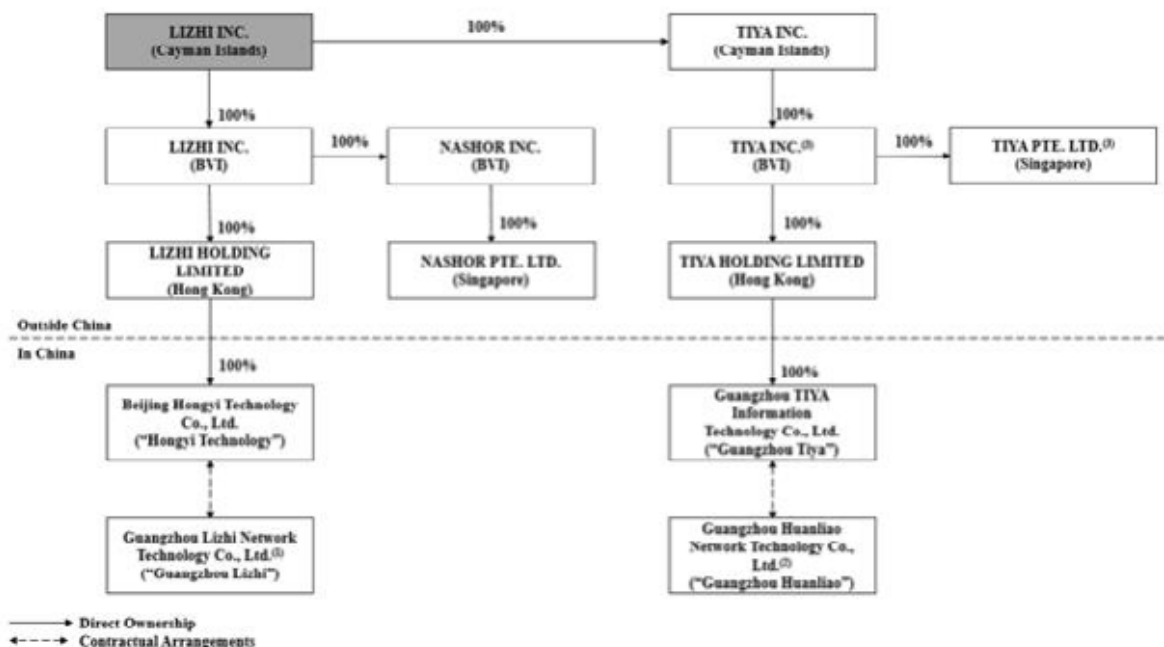 LIZHI INC.
(Cayman Islands)
100%
TIYA INC.
(Cayman Islands)
100%
100%
LIZHI INC.
(BVI)
100%
NASHOR INC.
(BVI)
TIYA INC.(3)
(BVI)
100%
TIYA PTE. LTD.(3)
(Singapore)
100%
100%
100%
LIZHI HOLDING
LIMITED
(Hong Kong)
NASHOR PTE. LTD.
(Singapore)
TIYA HOLDING LIMITED
(Hong Kong)
Outside China
In China
100%
100%
Beijing Hongyi Technology
Co., Ltd.
(“Hongyi Technology”)
Guangzhou TIYA
Information
Technology Co., Ltd.
(“Guangzhou Tiya”)
Guangzhou Lizhi Network
Technology Co., Ltd.(1)
(“Guangzhou Lizhi”)
Guangzhou Huanliao
Network Technology Co.,
Ltd.(2)
(“Guangzhou Huanliao”)
Direct Ownership
Contractual Arrangements